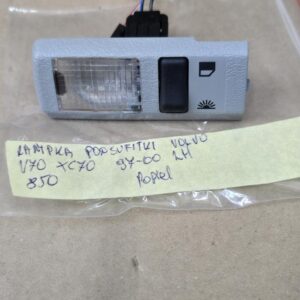 LAMPKA PODSUFITKI VOLVO
V70 XC70 97-00 LH
850 Popiel